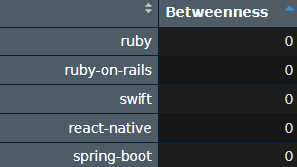 Betweenness
ruby 0
ruby-on-rails 0
swift 0
react-native 0
spring-boot 0